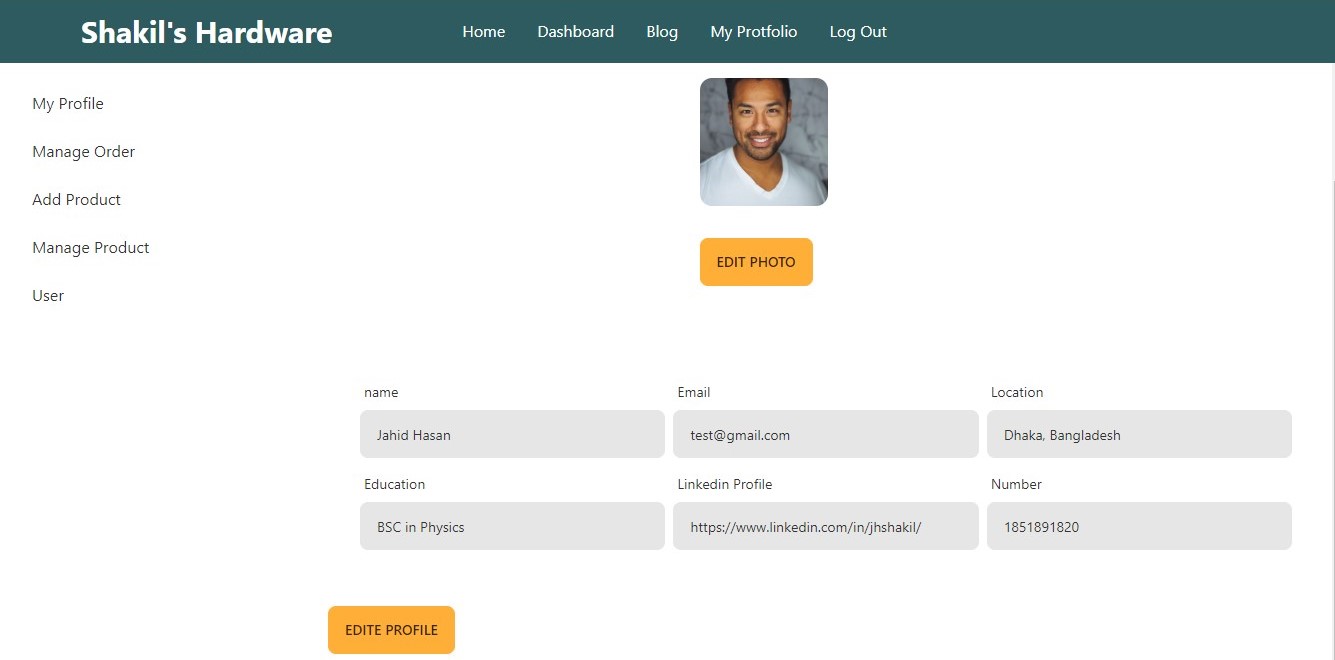 Shakil's Hardware
Home Dashboard Blog My Protfolio Log Out
My Profile
Manage Order
Add Product
Manage Product
User
EDIT PHOTO
name Email Location
Jahid Hasan test@gmail.com Dhaka, Bangladesh
Education Linkedin Profile Number
BSC in Physics https://www.linkedin.com/in/jhshakil/ 1851891820
EDITE PROFILE